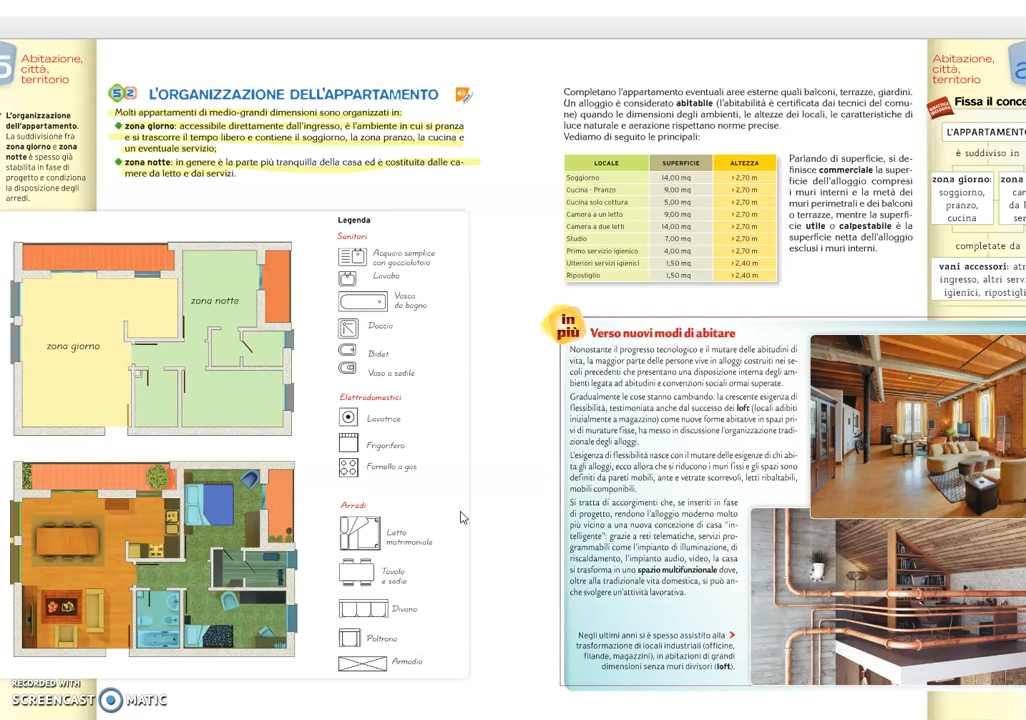 5
Abitazione,
città,
territorio
L'organizzazione
dell'appartamento.
La suddivisione fra
zona giorno e zona
notte è spesso già
stabilita in fase di
progetto e condiziona
la disposizione degli
arredi.
52 L'ORGANIZZAZIONE DELL'APPARTAMENTO
Molti appartamenti di medio-grandi dimensioni sono organizzati in:
zona giorno: accessibile direttamente dall'ingresso, è l'ambiente in cui si pranza
e si trascorre il tempo libero e contiene il soggiorno, la zona pranzo, la cucina e
un eventuale servizio;
zona notte: in genere è la parte più tranquilla della casa ed è costituita dalle ca-
mere da letto e dai servizi.
zona giorno
zona notte
Legenda
Sanitari
Acquaio semplice
con gocciolatoio
Lavabo
Vasca
da bagno
Doccia
Bidet
Vaso a sedile
Elettrodomestici
Lavatrice
Frigorifero
Fornello a gas
Arredi
Letto
matrimoniale
Tavolo
e sedie
Divano
Poltrona
Armadio
Completano l'appartamento eventuali aree esterne quali balconi, terrazze, giardini.
Un alloggio è considerato abitabile (l'abitabilità è certificata dai tecnici del comu-
ne) quando le dimensioni degli ambienti, le altezze dei locali, le caratteristiche di
luce naturale e aerazione rispettano norme precise.
Vediamo di seguito le principali:
LOCALE SUPERFICIE ALTEZZA
Soggiorno 14,00 mq >2,70 m
Cucina - Pranzo 9,00 mq >2,70 m
Cucina solo cottura 5,00 mq >2,70 m
Camera a un letto 9,00 mq >2,70 m
Camera a due letti 14,00 mq >2,70 m
Studio 7,00 mq >2,70 m
Primo servizio igienico 4,00 mq >2,70 m
Ulteriori servizi igienici 1,50 mq >2,40 m
Ripostiglio 1,50 mq >2,40 m
Parlando di superficie, si de-
finisce commerciale la super-
ficie dell'alloggio compresi
i muri interni e la metà dei
muri perimetrali e dei balconi
o terrazze, mentre la superfi-
cie utile o calpestabile è la
superficie netta dell'alloggio
esclusi i muri interni.
in
più
Verso nuovi modi di abitare
Nonostante il progresso tecnologico e il mutare delle abitudini di
vita, la maggior parte delle persone vive in alloggi costruiti nei se-
coli precedenti che presentano una disposizione interna degli am-
bienti legata ad abitudini e convenzioni sociali ormai superate.
Gradualmente le cose stanno cambiando: la crescente esigenza di
flessibilità, testimoniata anche dal successo dei loft (locali adibiti
inizialmente a magazzino) come nuove forme abitative in spazi pri-
vi di murature fisse, ha messo in discussione l'organizzazione tradi-
zionale degli alloggi.
L'esigenza di flessibilità nasce con il mutare delle esigenze di chi abi-
ta gli alloggi, ecco allora che si riducono i muri fissi e gli spazi sono
definiti da pareti mobili, ante e vetrate scorrevoli, letti ribaltabili,
mobili componibili.
Si tratta di accorgimenti che, se inseriti in fase
di progetto, rendono l'alloggio moderno molto
più vicino a una nuova concezione di casa "in-
telligente": grazie a reti telematiche, servizi pro-
grammabili come l'impianto di illuminazione, di
riscaldamento, l'impianto audio, video, la casa
si trasforma in uno spazio multifunzionale dove,
oltre alla tradizionale vita domestica, si può an-
che svolgere un'attività lavorativa.
Negli ultimi anni si è spesso assistito alla
trasformazione di locali industriali (officine,
filande, magazzini), in abitazioni di grandi
dimensioni senza muri divisori (loft).
Abitazione,
città,
territorio
DIDATTICA INCLUSIVA
Fissa il conce
L'APPARTAMENTO
è suddiviso in
zona giorno:
soggiorno,
pranzo,
cucina
zona
can
da l
ser
completato da
vani accessori: atr
ingresso, altri servi
igienici, ripostigli
RECORDED WITH
SCREENCAST MATIC